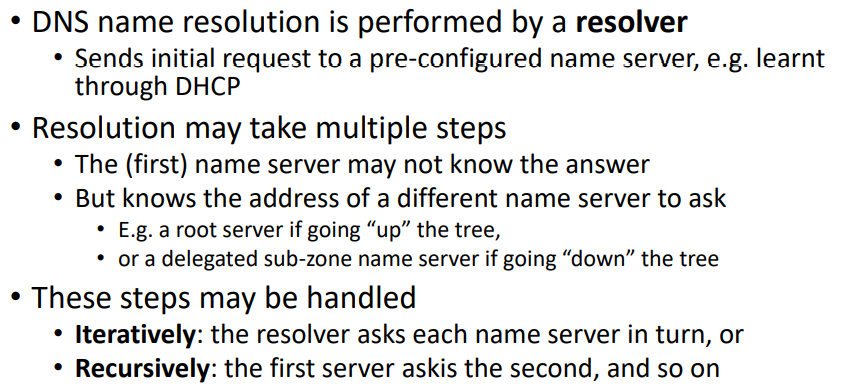 • DNS name resolution is performed by a resolver
• Sends initial request to a pre-configured name server, e.g. learnt
through DHCP
• Resolution may take multiple steps
• The (first) name server may not know the answer
• But knows the address of a different name server to ask
• E.g. a root server if going “up” the tree,
• or a delegated sub-zone name server if going “down” the tree
• These steps may be handled
• Iteratively: the resolver asks each name server in turn, or
• Recursively: the first server askis the second, and so on